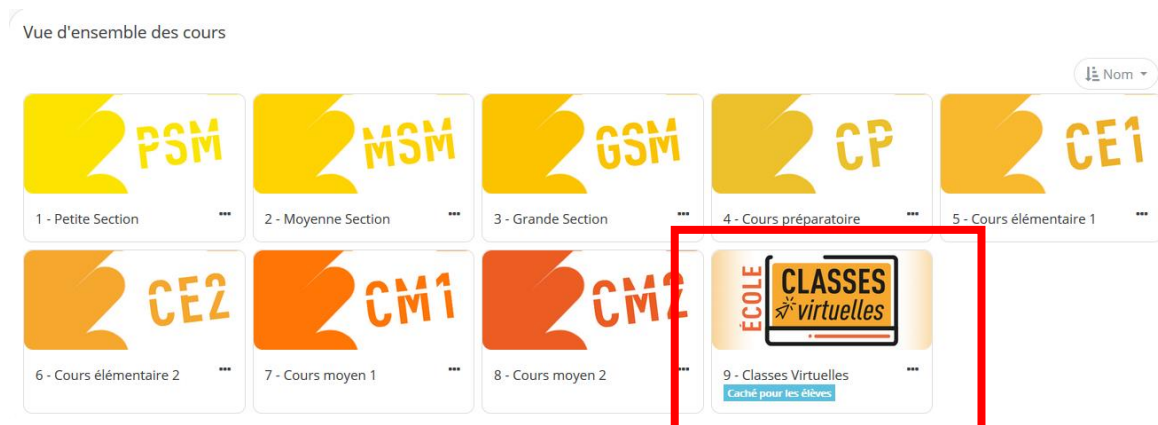 Vue d'ensemble des cours
Nom
PSM
MSM
GSM
CP
CE1
1 - Petite Section
2 - Moyenne Section
3 - Grande Section
4 - Cours préparatoire
5 - Cours élémentaire 1
CE2
CM1
CM2
ÉCOLE
CLASSES
virtuelles
6 - Cours élémentaire 2
7 - Cours moyen 1
8 - Cours moyen 2
9 - Classes Virtuelles
Caché pour les élèves